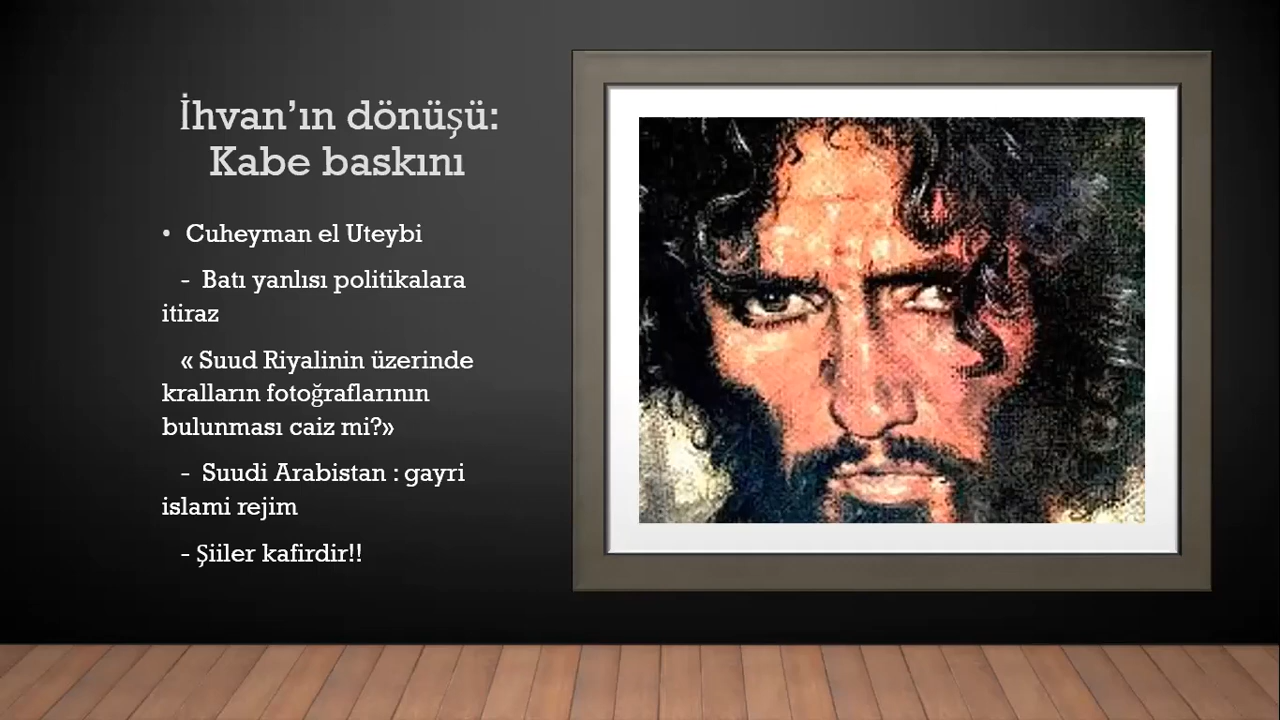 İhvan’ın dönüşü:
Kabe baskını
• Cuheyman el Uteybi
- Batı yanlısı politikalara
itiraz
« Suud Riyalinin üzerinde
kralların fotoğraflarının
bulunması caiz mi?»
- Suudi Arabistan : gayri
islami rejim
- Şiiler kafirdir!!